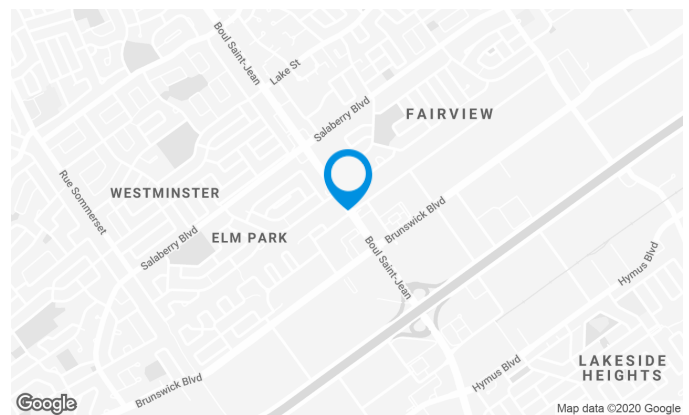 Boul Saint-Jean
Lake St
Salaberry Blvd
FAIRVIEW
Rue Sommerset
WESTMINSTER
ELM PARK
Salaberry Blvd
Brunswick Blvd
Boul Saint-Jean
Hymus Blvd
LAKESIDE
HEIGHTS
Hymus Blvd
Brunswick Blvd
Google
Map data ©2020 Google